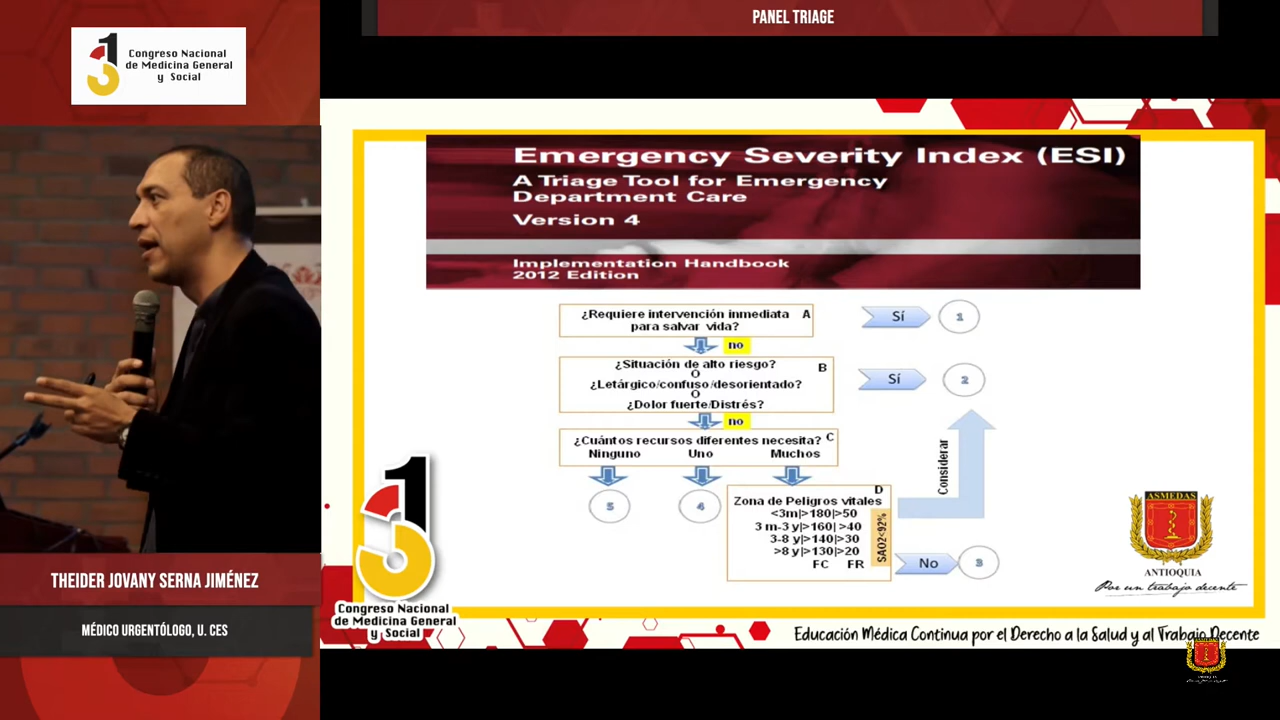 PANEL TRIAGE
13
Congreso Nacional
de Medicina General
y Social
Emergency Severity Index (ESI)
A Triage Tool for Emergency
Department Care
Version 4
Implementation Handbook
2012 Edition
¿Requiere intervención inmediata A
para salvar vida?
Sí
1
no
¿Situación de alto riesgo? B
O
¿Letárgico/confuso/desorientado?
O
¿Dolor fuerte/Distrés?
Sí
2
no
¿Cuántos recursos diferentes necesita? C
Ninguno Uno Muchos
5
4
D
Zona de Peligros vitales
<3m|>180|>50
3 m-3 y|>160| >40
3-8 y|>140|>30
>8 y|>130|>20
FC FR
SAO2<92%
Considerar
No
3
ASMEDAS
ANTIOQUIA
Por un trabajo decente
THEIDER JOVANY SERNA JIMÉNEZ
MÉDICO URGENTÓLOGO, U. CES
13
Congreso Nacional
de Medicina General
y Social
Educación Médica Continua por el Derecho a la Salud y al Trabajo Decente